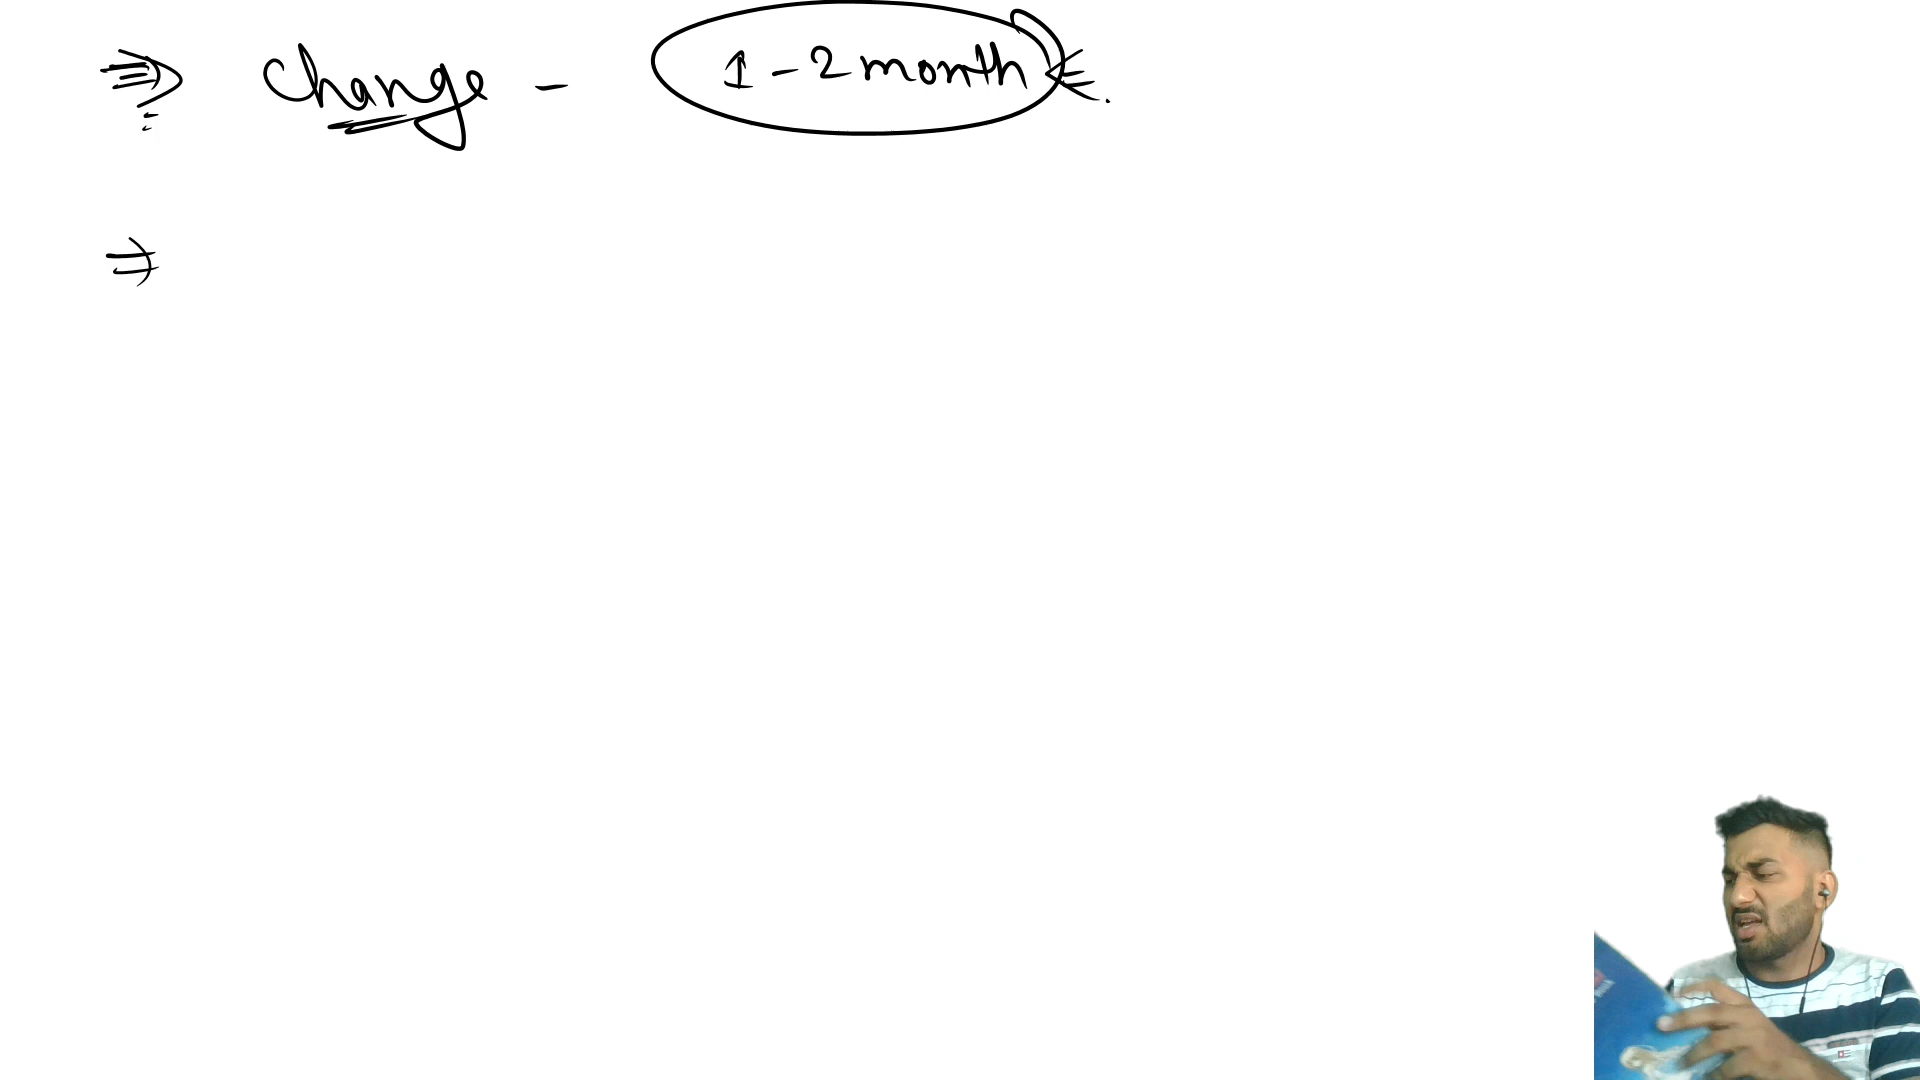 ⇒ Change - 1-2 month ⇐.
⇒